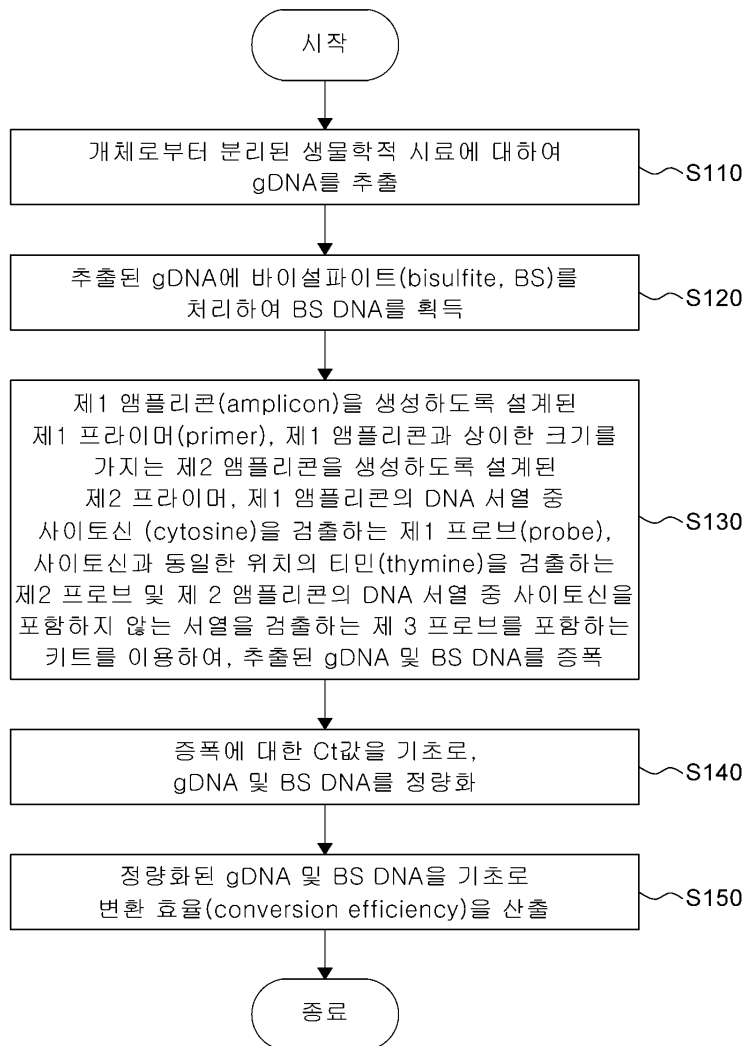 시작
개체로부터 분리된 생물학적 시료에 대하여
gDNA를 추출
S110
추출된 gDNA에 바이설파이트(bisulfite, BS)를
처리하여 BS DNA를 획득
S120
제1 앰플리콘(amplicon)을 생성하도록 설계된
제1 프라이머(primer), 제1 앰플리콘과 상이한 크기를
가지는 제2 앰플리콘을 생성하도록 설계된
제2 프라이머, 제1 앰플리콘의 DNA 서열 중
사이토신 (cytosine)을 검출하는 제1 프로브(probe),
사이토신과 동일한 위치의 티민(thymine)을 검출하는
제2 프로브 및 제 2 앰플리콘의 DNA 서열 중 사이토신을
포함하지 않는 서열을 검출하는 제 3 프로브를 포함하는
키트를 이용하여, 추출된 gDNA 및 BS DNA를 증폭
S130
증폭에 대한 Ct값을 기초로,
gDNA 및 BS DNA를 정량화
S140
정량화된 gDNA 및 BS DNA을 기초로
변환 효율(conversion efficiency)을 산출
S150
종료